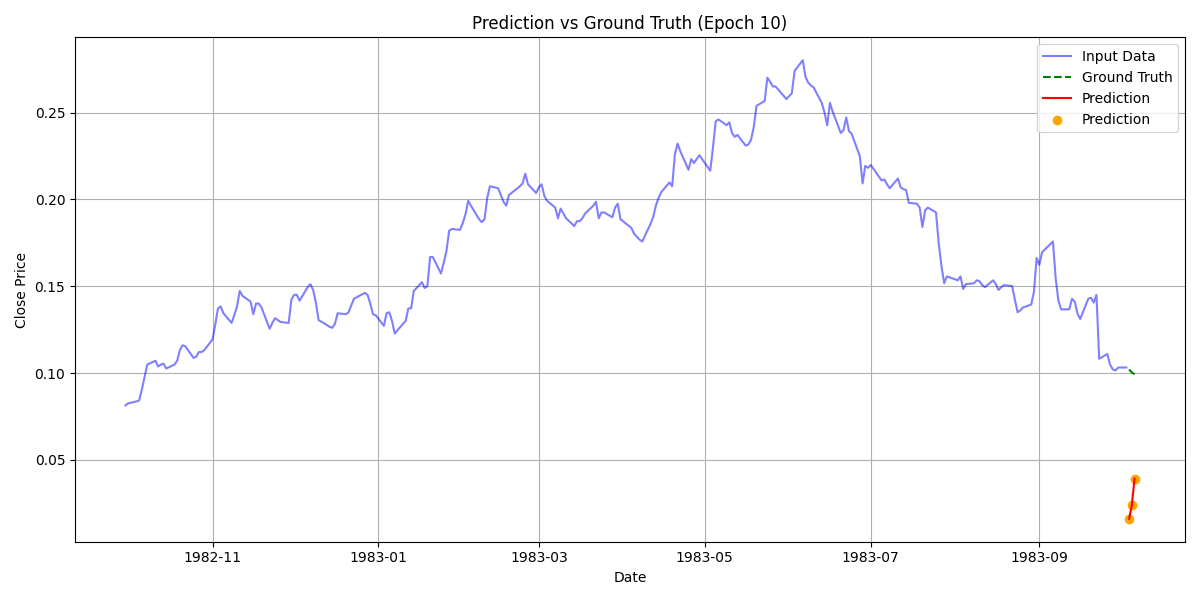 Prediction vs Ground Truth (Epoch 10)
Input Data
Ground Truth
Prediction
Prediction
Close Price
0.25
0.20
0.15
0.10
0.05
1982-11
1983-01
1983-03
1983-05
1983-07
1983-09
Date